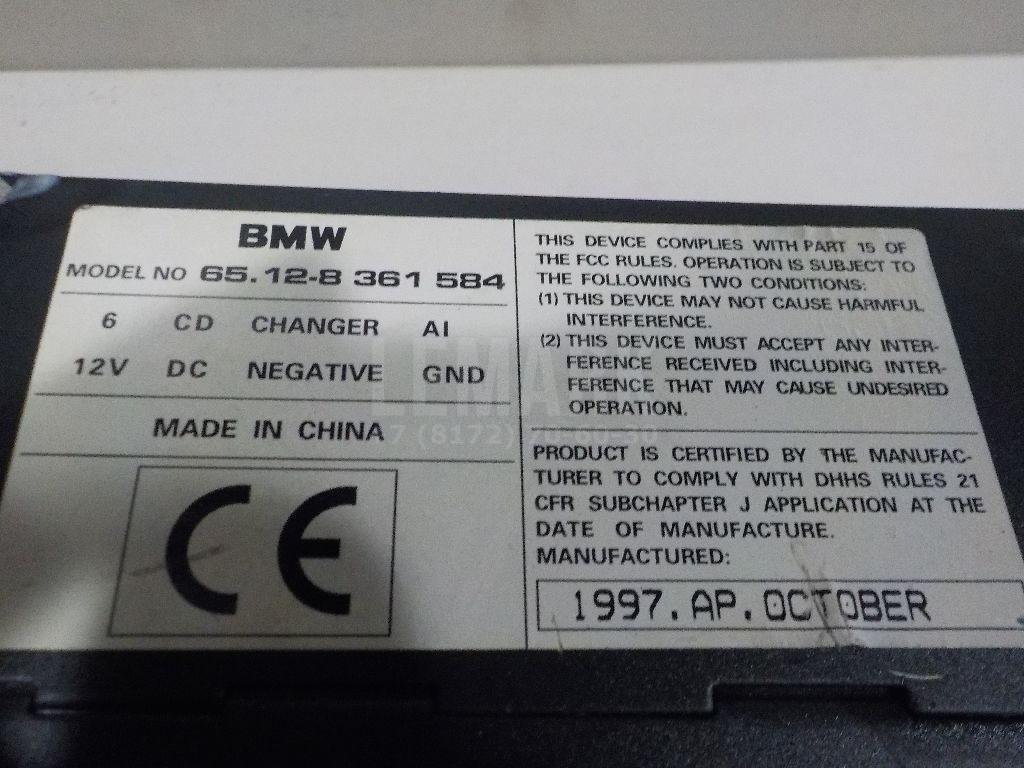 BMW
MODEL NO 65.12-8 361 584
6 CD CHANGER AI
12V DC NEGATIVE GND
MADE IN CHINA
CE
THIS DEVICE COMPLIES WITH PART 15 OF
THE FCC RULES. OPERATION IS SUBJECT TO
THE FOLLOWING TWO CONDITIONS:
(1) THIS DEVICE MAY NOT CAUSE HARMFUL
INTERFERENCE.
(2) THIS DEVICE MUST ACCEPT ANY INTER-
FERENCE RECEIVED INCLUDING INTER-
FERENCE THAT MAY CAUSE UNDESIRED
OPERATION.
PRODUCT IS CERTIFIED BY THE MANUFAC-
TURER TO COMPLY WITH DHHS RULES 21
CFR SUBCHAPTER J APPLICATION AT THE
DATE OF MANUFACTURE.
MANUFACTURED:
1997.AP.OCTOBER